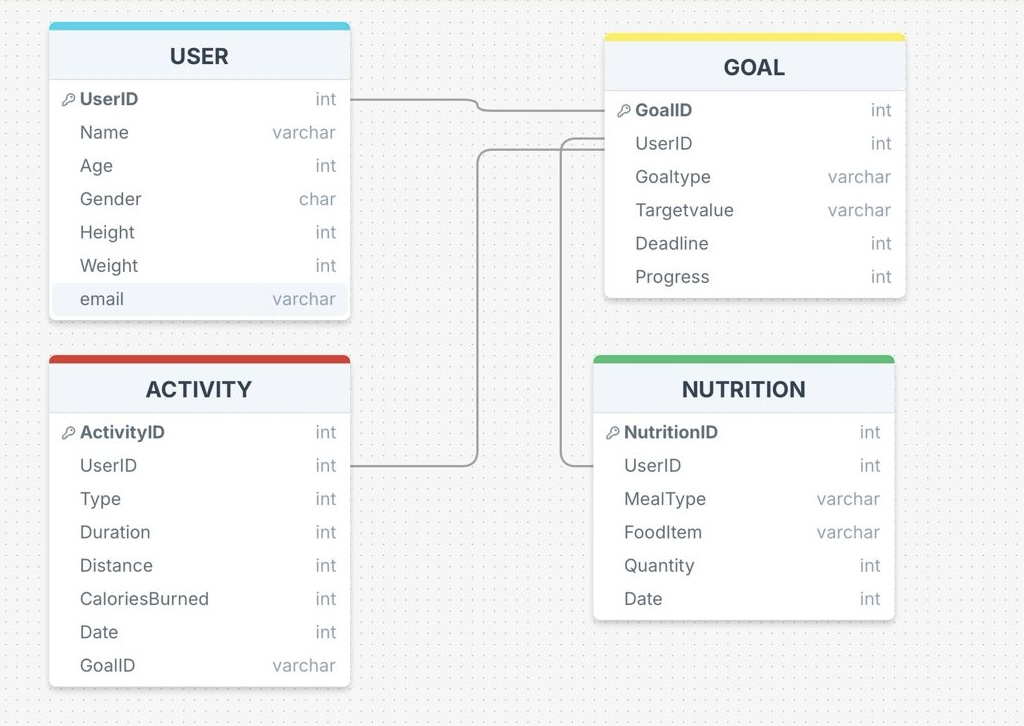 USER
UserID int
Name varchar
Age int
Gender char
Height int
Weight int
email varchar
GOAL
GoalID int
UserID int
Goaltype varchar
Targetvalue varchar
Deadline int
Progress int
ACTIVITY
ActivityID int
UserID int
Type int
Duration int
Distance int
CaloriesBurned int
Date int
GoalID varchar
NUTRITION
NutritionID int
UserID int
MealType varchar
FoodItem varchar
Quantity int
Date int